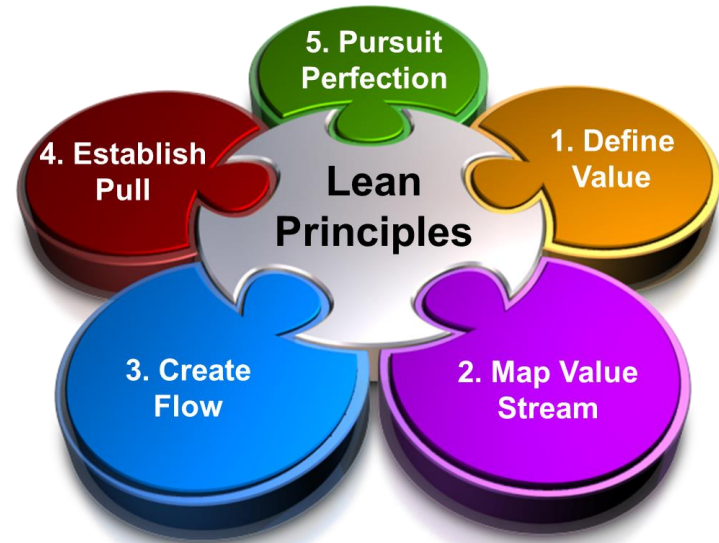 Lean
Principles
1. Define
Value
2. Map Value
Stream
3. Create
Flow
4. Establish
Pull
5. Pursuit
Perfection